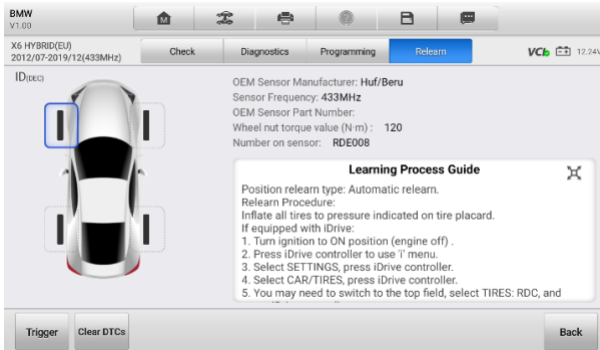 BMW
V1.00
X6 HYBRID(EU)
2012/07-2019/12(433MHz)
Check
Diagnostics
Programming
Relearn
VCI
12.24V
ID(DEC)
OEM Sensor Manufacturer: Huf/Beru
Sensor Frequency: 433MHz
OEM Sensor Part Number:
Wheel nut torque value (N·m) : 120
Number on sensor: RDE008
Learning Process Guide
Position relearn type: Automatic relearn.
Relearn Procedure:
Inflate all tires to pressure indicated on tire placard.
If equipped with iDrive:
1. Turn ignition to ON position (engine off) .
2. Press iDrive controller to use 'i' menu.
3. Select SETTINGS, press iDrive controller.
4. Select CAR/TIRES, press iDrive controller.
5. You may need to switch to the top field, select TIRES: RDC, and
Trigger
Clear DTCs
Back